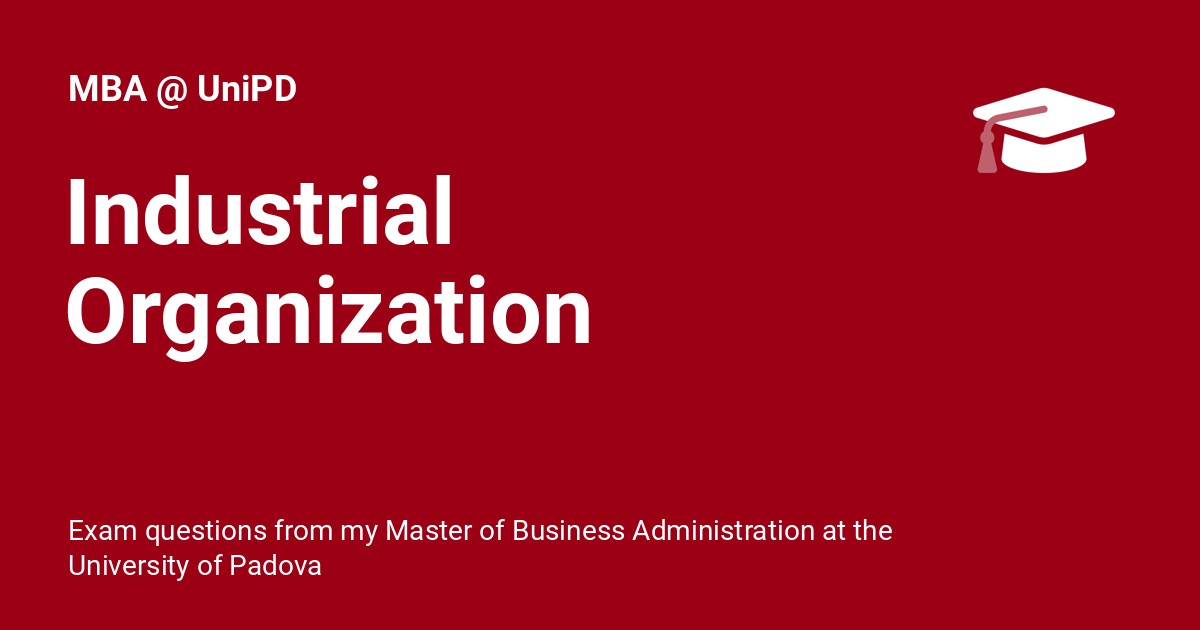 MBA @ UniPD
Industrial
Organization
Exam questions from my Master of Business Administration at the
University of Padova